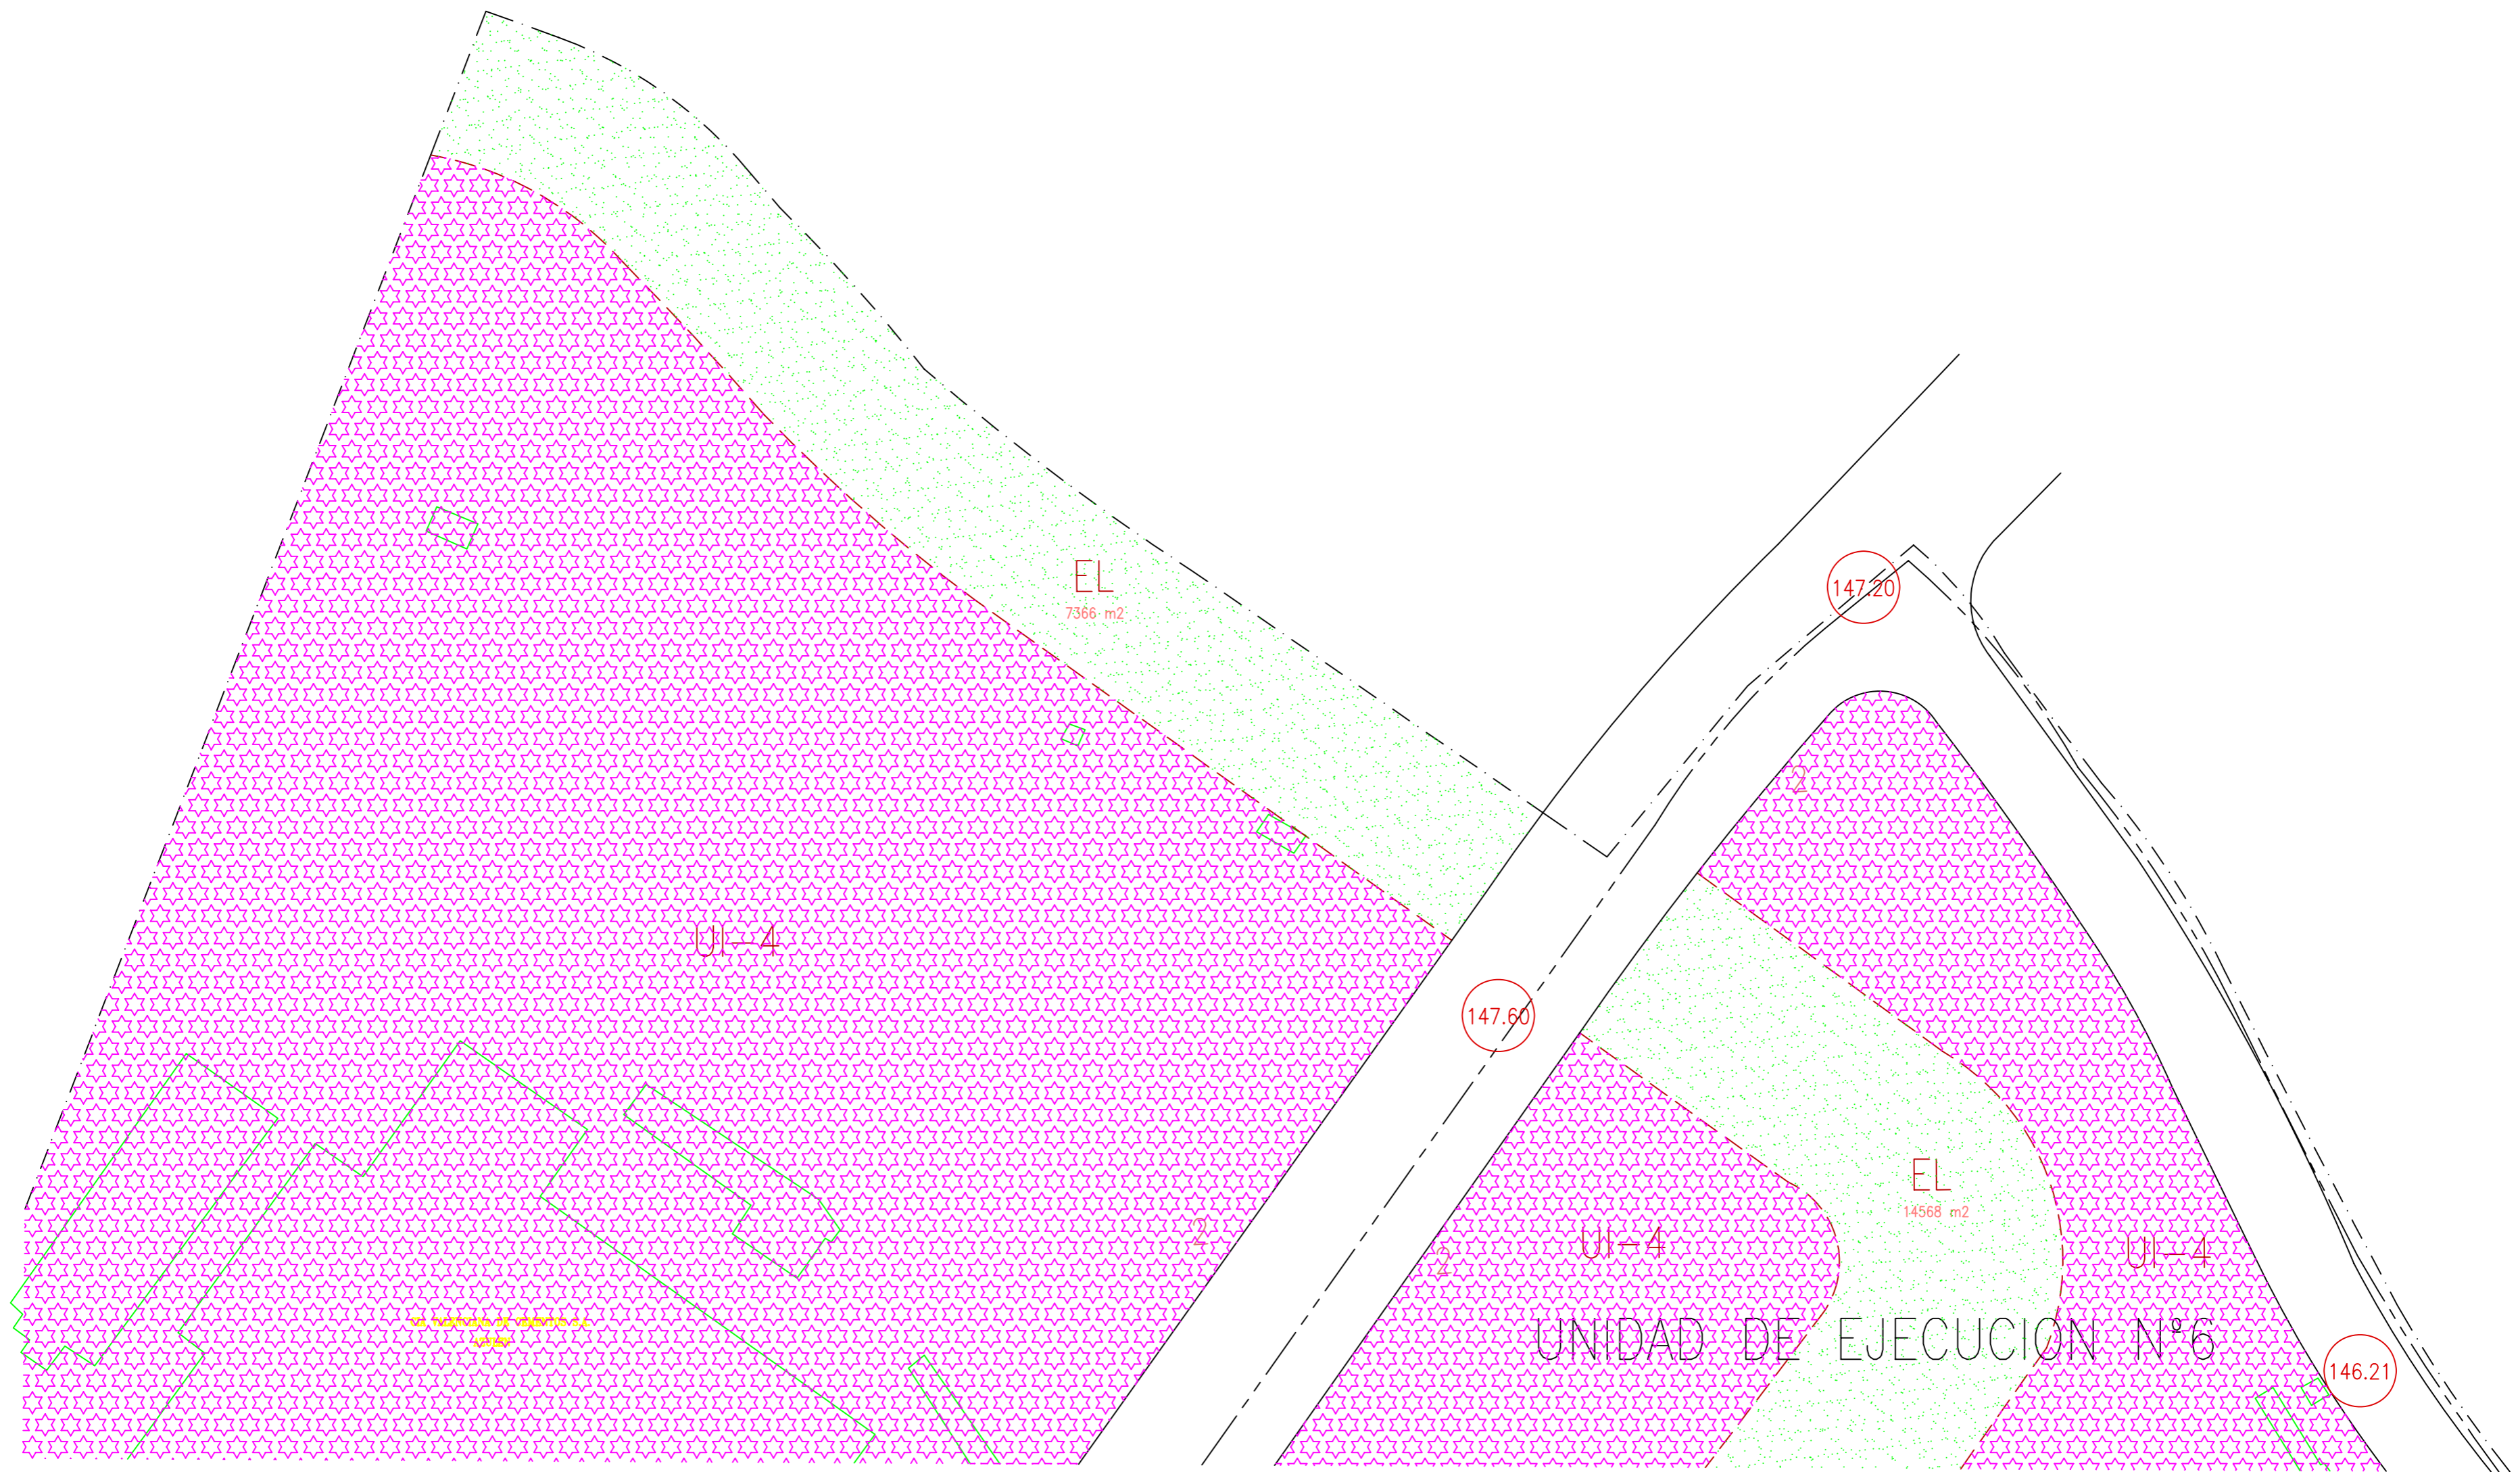 EL
7366 m2
147.20
2
UI-4
147.60
EL
14568 m2
2
2
UI-4
UI-4
UNIDAD DE EJECUCION Nº6
146.21